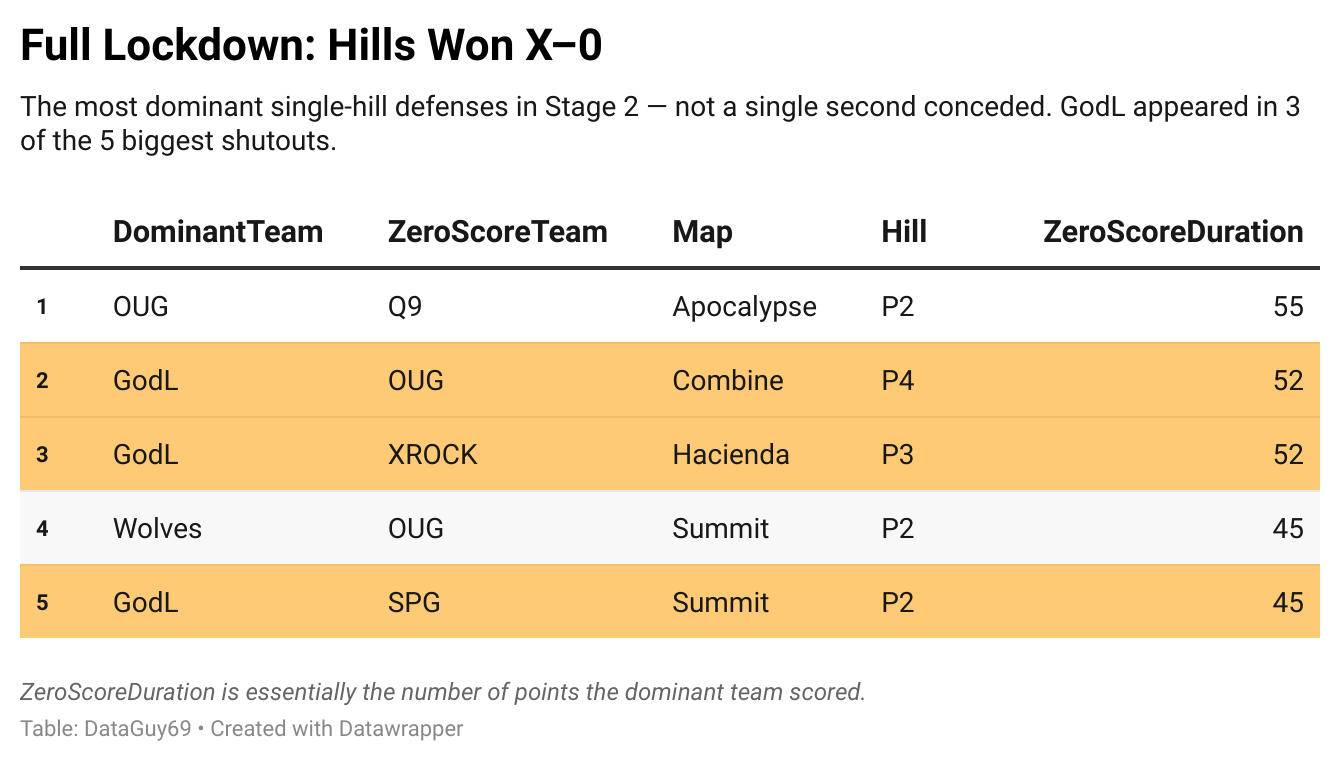 Full Lockdown: Hills Won X–0
The most dominant single-hill defenses in Stage 2 — not a single second conceded. GodL appeared in 3
of the 5 biggest shutouts.
DominantTeam ZeroScoreTeam Map Hill ZeroScoreDuration
1 OUG Q9 Apocalypse P2 55
2 GodL OUG Combine P4 52
3 GodL XROCK Hacienda P3 52
4 Wolves OUG Summit P2 45
5 GodL SPG Summit P2 45
ZeroScoreDuration is essentially the number of points the dominant team scored.
Table: DataGuy69 • Created with Datawrapper